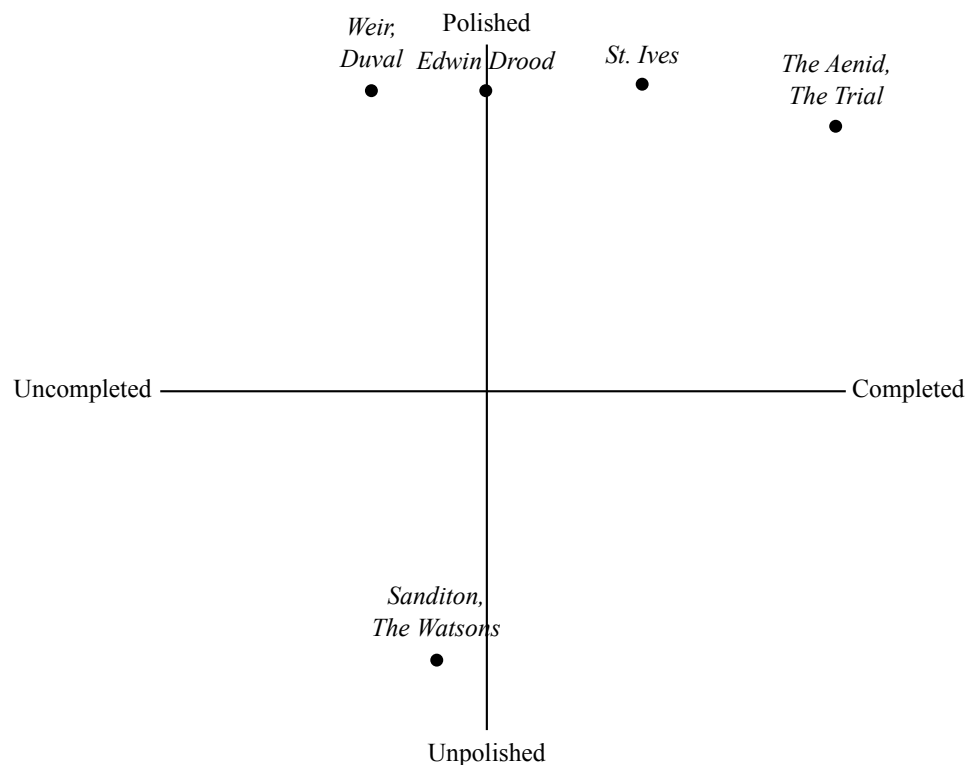 Polished
Weir,
Duval
Edwin Drood
St. Ives
The Aenid,
The Trial
Uncompleted
Completed
Sanditon,
The Watsons
Unpolished